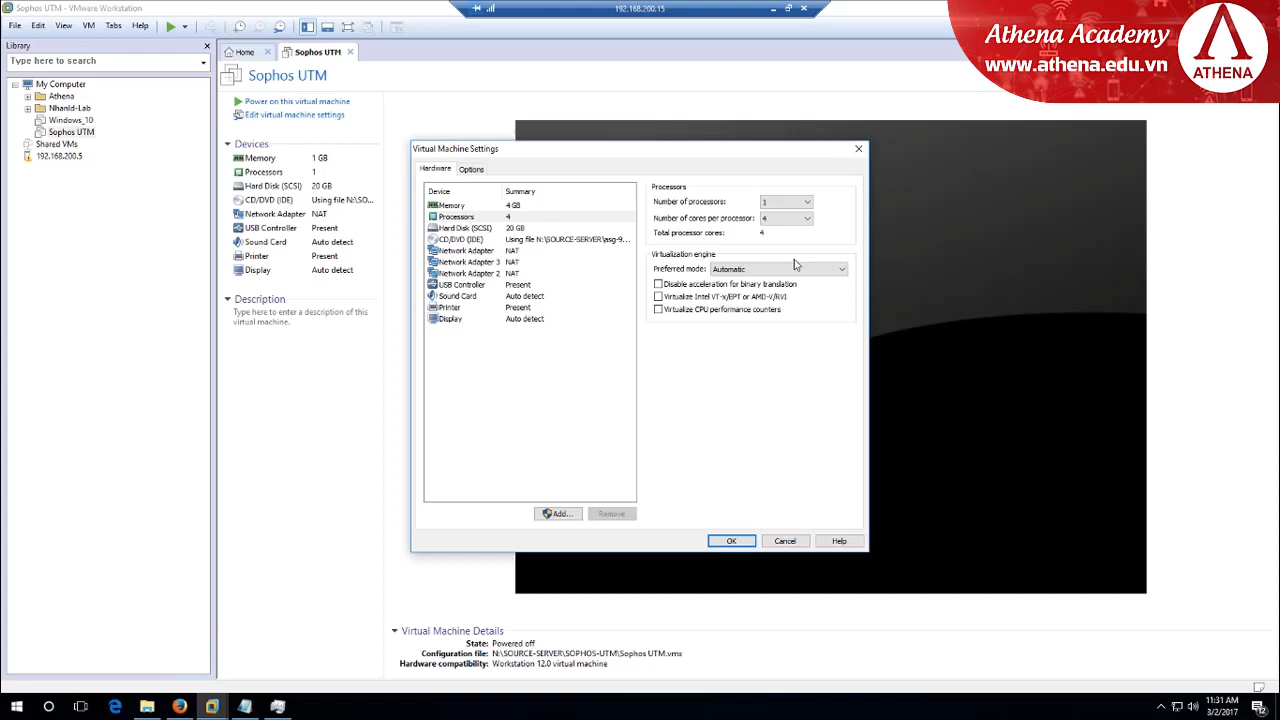 Sophos UTM - VMware Workstation
192.168.200.15
Athena Academy
www.athena.edu.vn
ATHENA
File Edit View VM Tabs Help
Library
Type here to search
My Computer
Athena
Nhanld-Lab
Windows_10
Sophos UTM
Shared VMs
192.168.200.5
Home
Sophos UTM
Sophos UTM
Power on this virtual machine
Edit virtual machine settings
Devices
Memory 1 GB
Processors 1
Hard Disk (SCSI) 20 GB
CD/DVD (IDE) Using file N:\SO...
Network Adapter NAT
USB Controller Present
Sound Card Auto detect
Printer Present
Display Auto detect
Description
Type here to enter a description of this
virtual machine.
Virtual Machine Settings
Hardware Options
Device Summary
Memory 4 GB
Processors 4
Hard Disk (SCSI) 20 GB
CD/DVD (IDE) Using file N:\SOURCE-SERVER\asg-9...
Network Adapter NAT
Network Adapter 3 NAT
Network Adapter 2 NAT
USB Controller Present
Sound Card Auto detect
Printer Present
Display Auto detect
Add... Remove
Processors
Number of processors: 1
Number of cores per processor: 4
Total processor cores: 4
Virtualization engine
Preferred mode: Automatic
Disable acceleration for binary translation
Virtualize Intel VT-x/EPT or AMD-V/RVI
Virtualize CPU performance counters
OK Cancel Help
Virtual Machine Details
State: Powered off
Configuration file: N:\SOURCE-SERVER\SOPHOS-UTM\Sophos UTM.vmx
Hardware compatibility: Workstation 12.0 virtual machine
11:31 AM
3/2/2017
12